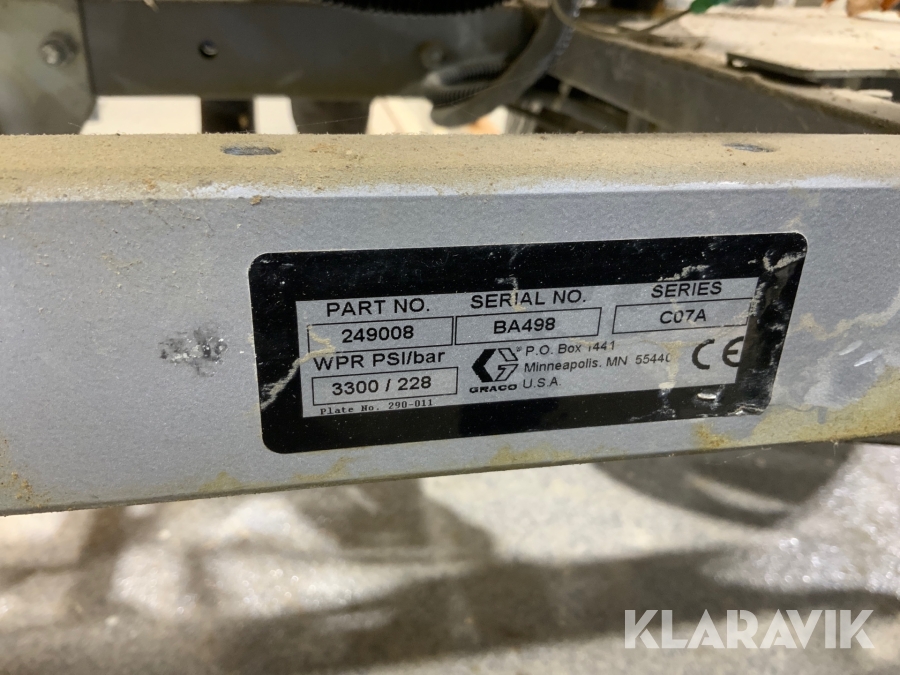 PART NO. SERIAL NO. SERIES
249008 BA498 C07A
WPR PSI/bar
3300 / 228
Plate No. 290-011
GRACO
P.O. Box 1441
Minneapolis. MN 55440
U.S.A.
CE
KLARAVIK